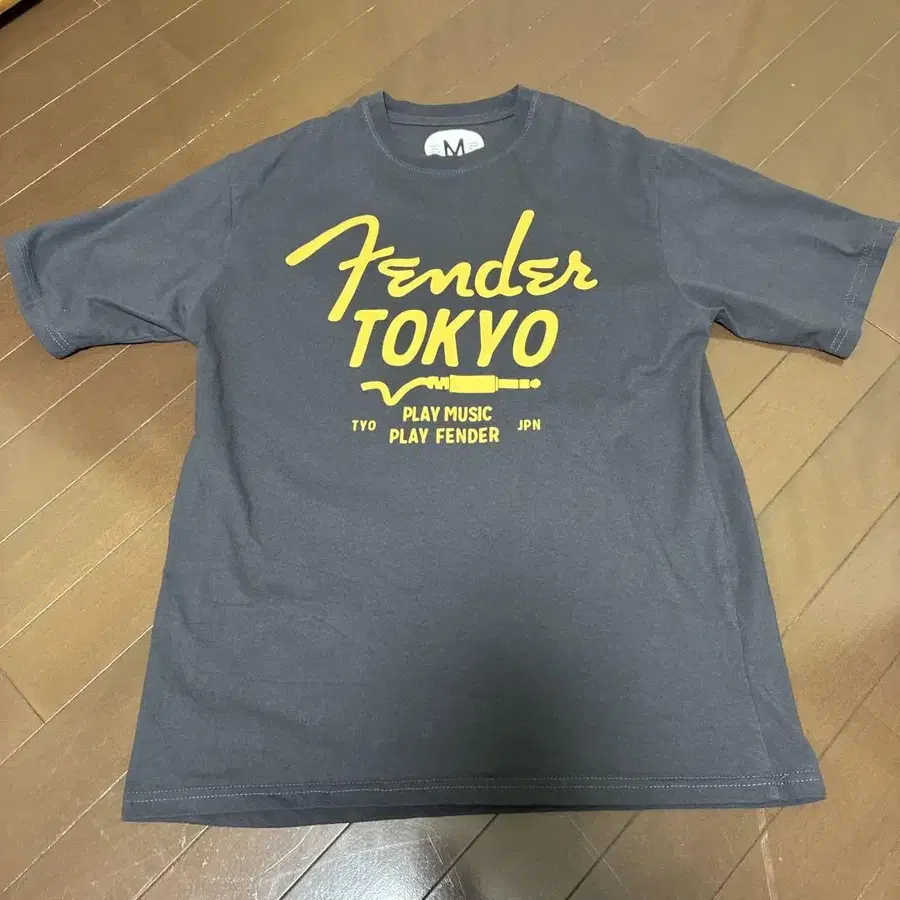 M
Fender
TOKYO
PLAY MUSIC
TYO PLAY FENDER JPN